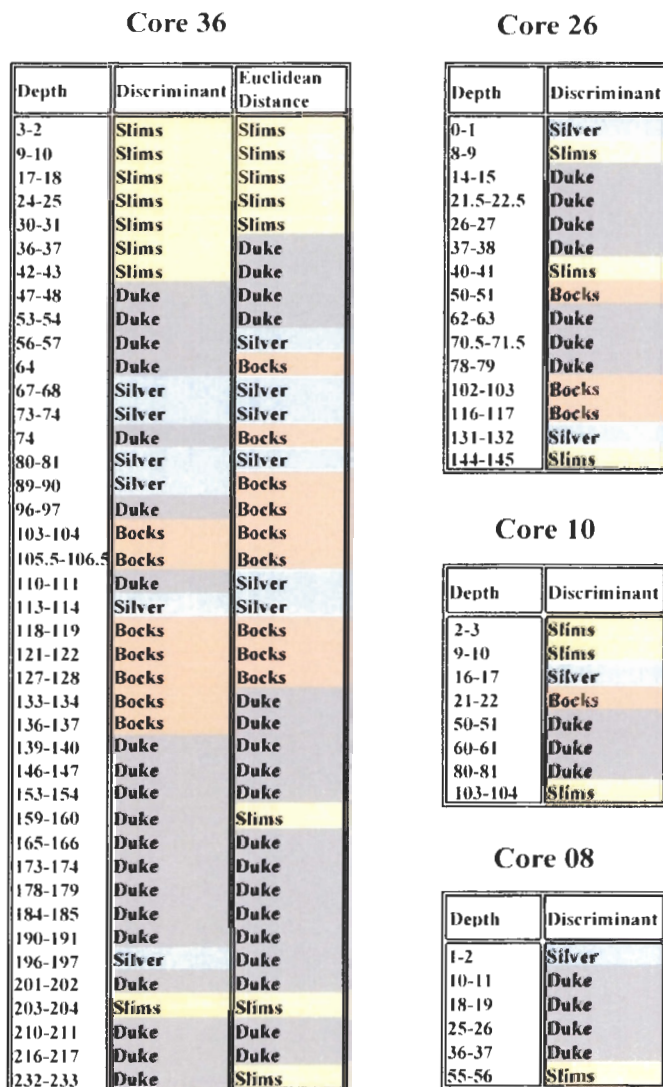 Core 36
Depth Discriminant Euclidean Distance
3-2 Slims Slims
9-10 Slims Slims
17-18 Slims Slims
24-25 Slims Slims
30-31 Slims Slims
36-37 Slims Duke
42-43 Slims Duke
47-48 Duke Duke
53-54 Duke Duke
56-57 Duke Silver
64 Duke Bocks
67-68 Silver Silver
73-74 Silver Silver
74 Duke Bocks
80-81 Silver Silver
89-90 Silver Bocks
96-97 Duke Bocks
103-104 Bocks Bocks
105.5-106.5 Bocks Bocks
110-111 Duke Silver
113-114 Silver Silver
118-119 Bocks Bocks
121-122 Bocks Bocks
127-128 Bocks Bocks
133-134 Bocks Duke
136-137 Bocks Duke
139-140 Duke Duke
146-147 Duke Duke
153-154 Duke Duke
159-160 Duke Slims
165-166 Duke Duke
173-174 Duke Duke
178-179 Duke Duke
184-185 Duke Duke
190-191 Duke Duke
196-197 Silver Duke
201-202 Duke Duke
203-204 Slims Slims
210-211 Duke Duke
216-217 Duke Duke
232-233 Duke Slims
Core 26
Depth Discriminant
0-1 Silver
8-9 Slims
14-15 Duke
21.5-22.5 Duke
26-27 Duke
37-38 Duke
40-41 Slims
50-51 Bocks
62-63 Duke
70.5-71.5 Duke
78-79 Duke
102-103 Bocks
116-117 Bocks
131-132 Silver
144-145 Slims
Core 10
Depth Discriminant
2-3 Slims
9-10 Slims
16-17 Silver
21-22 Bocks
50-51 Duke
60-61 Duke
80-81 Duke
103-104 Slims
Core 08
Depth Discriminant
1-2 Silver
10-11 Duke
18-19 Duke
25-26 Duke
36-37 Duke
55-56 Slims